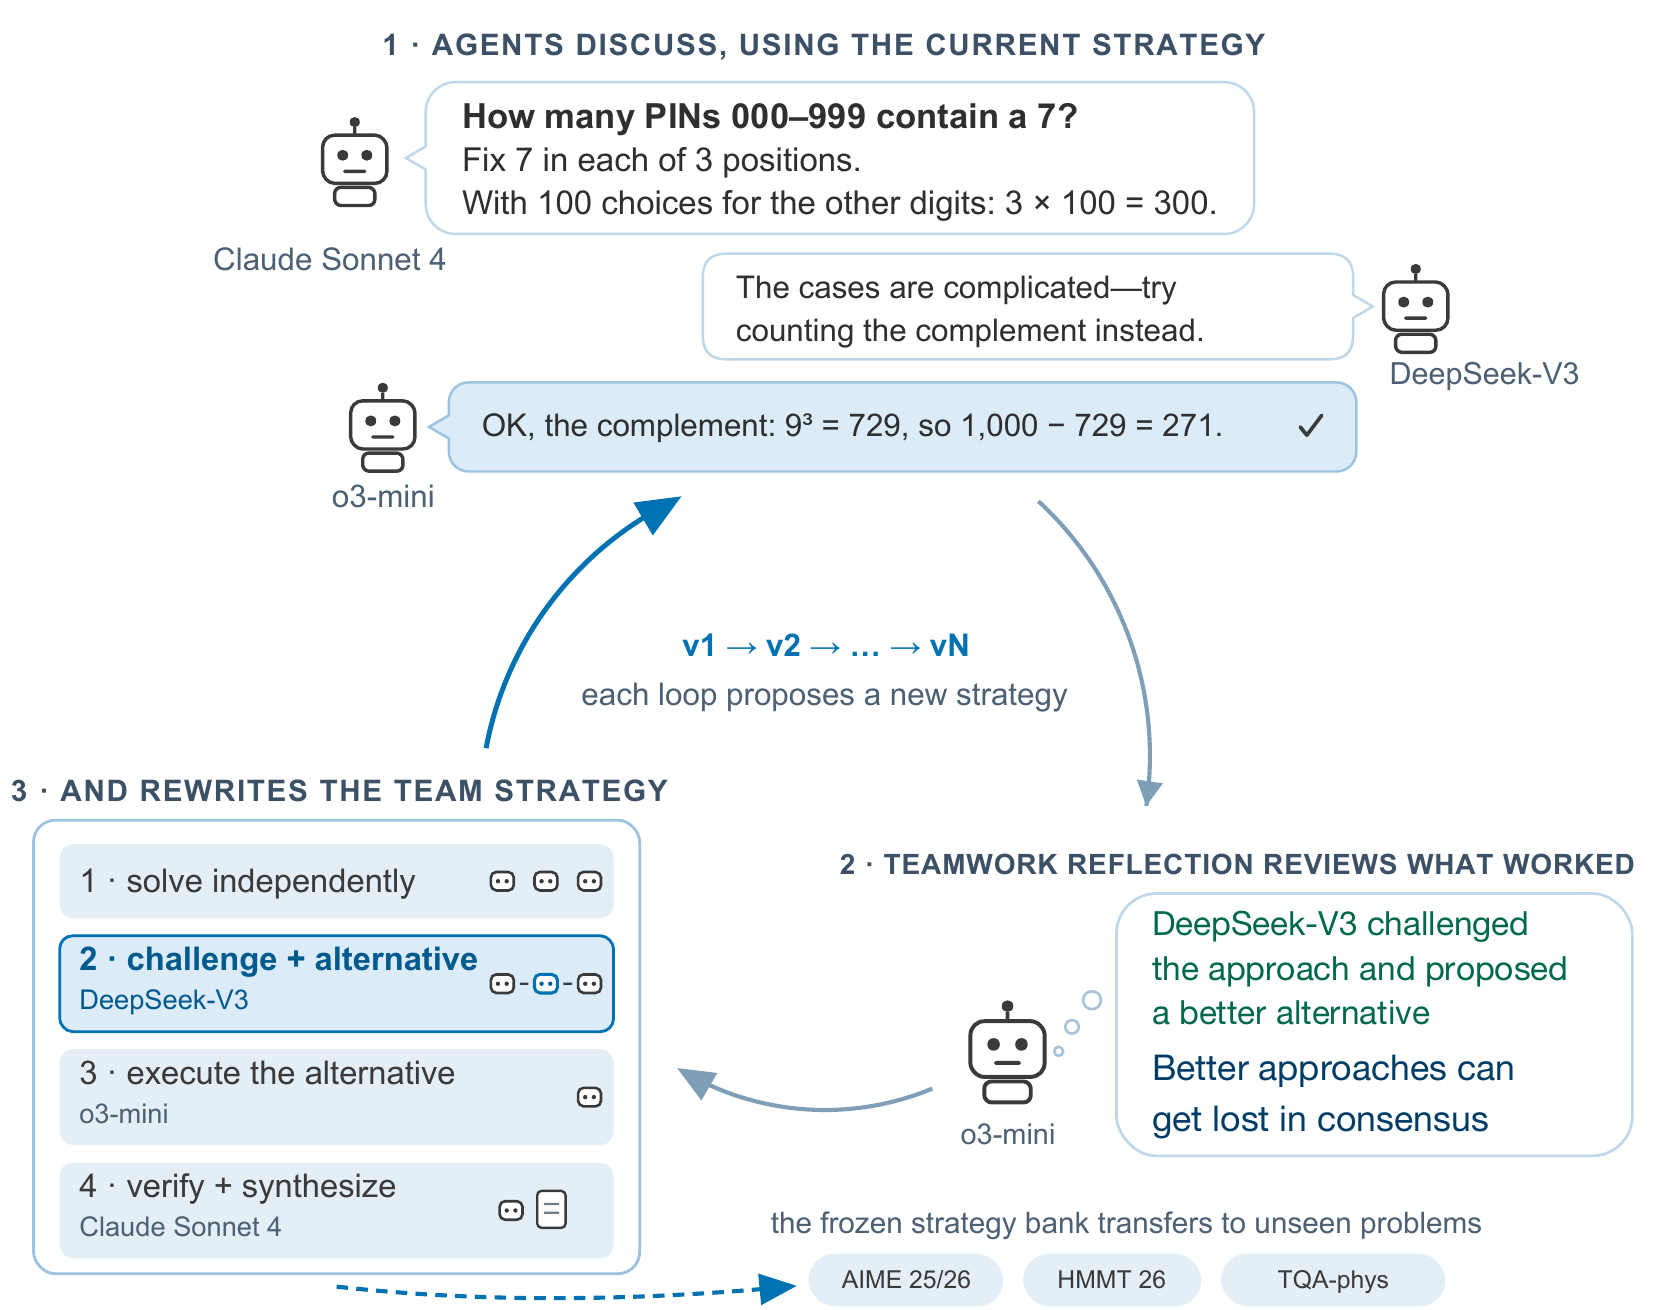 1 · AGENTS DISCUSS, USING THE CURRENT STRATEGY
How many PINs 000–999 contain a 7?
Fix 7 in each of 3 positions.
With 100 choices for the other digits: 3 × 100 = 300.
Claude Sonnet 4
The cases are complicated—try
counting the complement instead.
DeepSeek-V3
OK, the complement: 9³ = 729, so 1,000 − 729 = 271. ✓
o3-mini
v1 → v2 → … → vN
each loop proposes a new strategy
3 · AND REWRITES THE TEAM STRATEGY
1 · solve independently
2 · challenge + alternative
DeepSeek-V3
3 · execute the alternative
o3-mini
4 · verify + synthesize
Claude Sonnet 4
2 · TEAMWORK REFLECTION REVIEWS WHAT WORKED
DeepSeek-V3 challenged
the approach and proposed
a better alternative
Better approaches can
get lost in consensus
o3-mini
the frozen strategy bank transfers to unseen problems
AIME 25/26
HMMT 26
TQA-phys